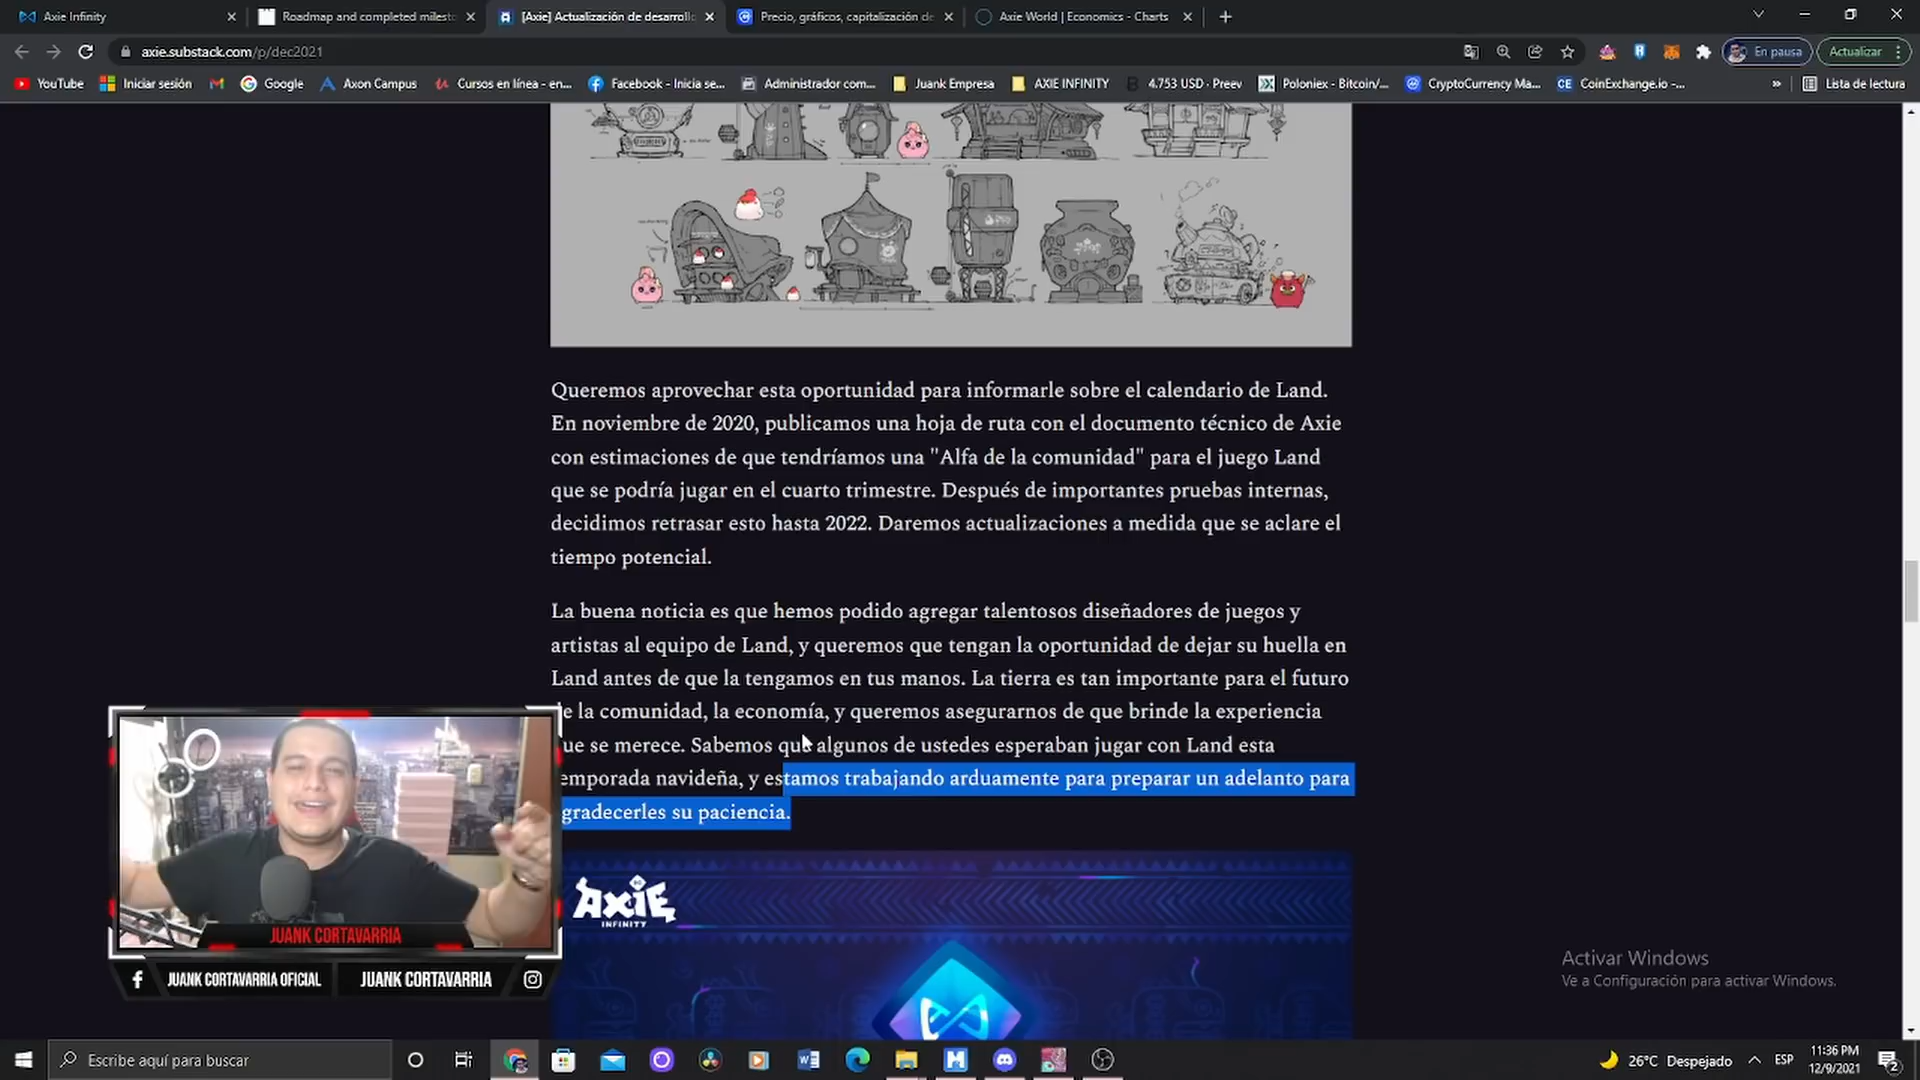 Axie Infinity
Roadmap and completed milesto
[Axie] Actualización de desarroll
Precio, gráficos, capitalización de
Axie World | Economics - Charts
axie.substack.com/p/dec2021
En pausa
Actualizar
YouTube
Iniciar sesión
Google
Axon Campus
Cursos en línea - en...
Facebook - Inicia se...
Administrador com...
Juank Empresa
AXIE INFINITY
4.753 USD · Preev
Poloniex - Bitcoin/...
CryptoCurrency Ma...
CE CoinExchange.io -...
»
Lista de lectura
Queremos aprovechar esta oportunidad para informarle sobre el calendario de Land.
En noviembre de 2020, publicamos una hoja de ruta con el documento técnico de Axie
con estimaciones de que tendríamos una "Alfa de la comunidad" para el juego Land
que se podría jugar en el cuarto trimestre. Después de importantes pruebas internas,
decidimos retrasar esto hasta 2022. Daremos actualizaciones a medida que se aclare el
tiempo potencial.
La buena noticia es que hemos podido agregar talentosos diseñadores de juegos y
artistas al equipo de Land, y queremos que tengan la oportunidad de dejar su huella en
Land antes de que la tengamos en tus manos. La tierra es tan importante para el futuro
de la comunidad, la economía, y queremos asegurarnos de que brinde la experiencia
que se merece. Sabemos que algunos de ustedes esperaban jugar con Land esta
temporada navideña, y estamos trabajando arduamente para preparar un adelanto para
agradecerles su paciencia.
AXIE
INFINITY
JUANK CORTAVARRIA
JUANK CORTAVARRIA OFICIAL
JUANK CORTAVARRIA
Activar Windows
Ve a Configuración para activar Windows.
Escribe aquí para buscar
26°C Despejado
ESP
11:36 PM
12/9/2021
2